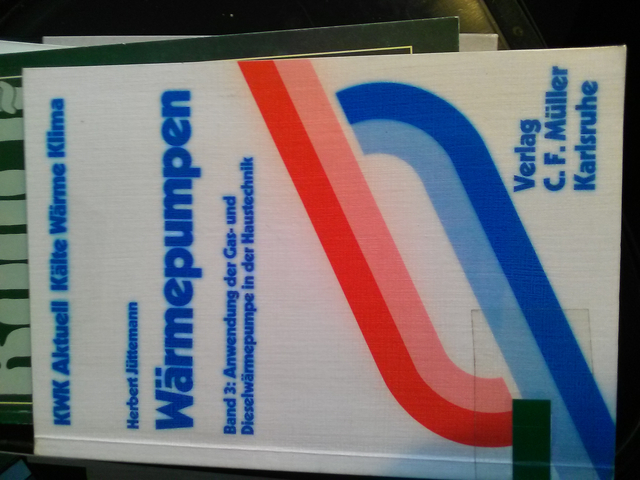 KWK Aktuell Kälte Wärme Klima
Herbert Jüttemann
Wärmepumpen
Band 3: Anwendung der Gas- und
Dieselwärmepumpe in der Haustechnik
Verlag
C. F. Müller
Karlsruhe